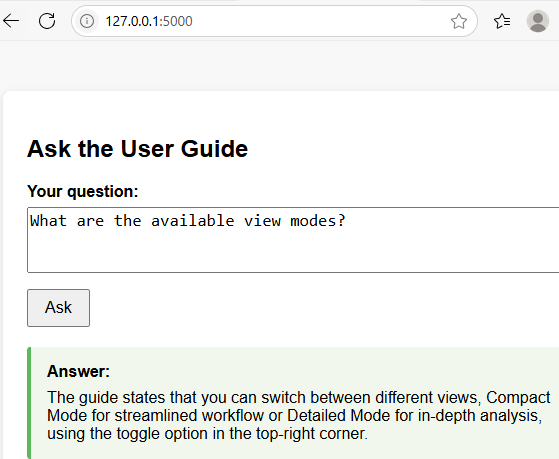 127.0.0.1:5000
Ask the User Guide
Your question:
What are the available view modes?
Ask
Answer:
The guide states that you can switch between different views, Compact
Mode for streamlined workflow or Detailed Mode for in-depth analysis,
using the toggle option in the top-right corner.